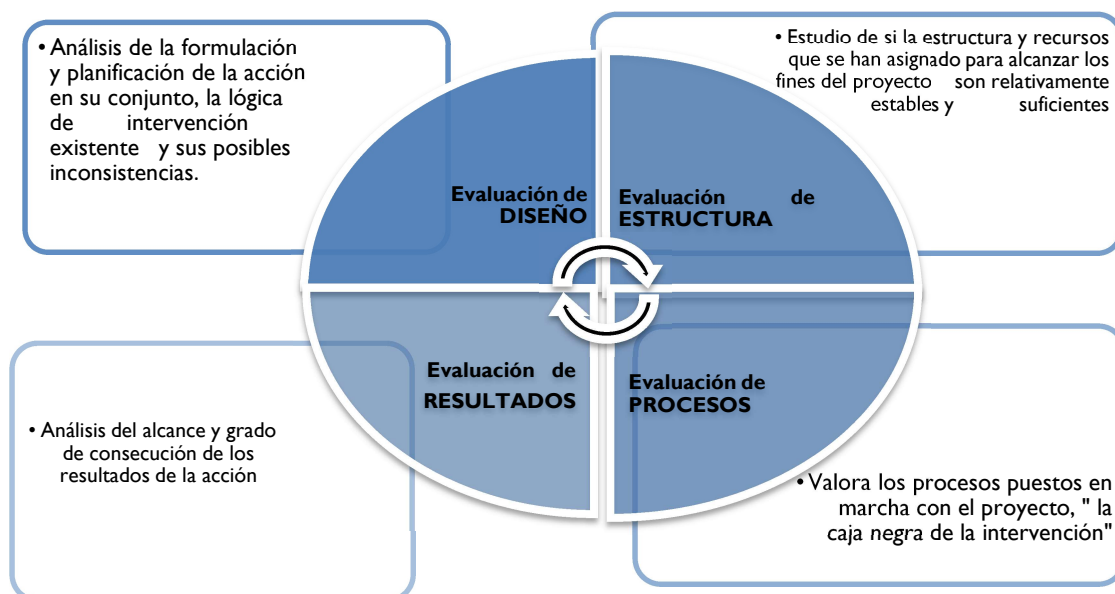 • Análisis de la formulación
y planificación de la acción
en su conjunto, la lógica
de intervención
existente y sus posibles
inconsistencias.
• Estudio de si la estructura y recursos
que se han asignado para alcanzar los
fines del proyecto son relativamente
estables y suficientes
Evaluación de
DISEÑO
Evaluación de
ESTRUCTURA
Evaluación de
RESULTADOS
Evaluación de
PROCESOS
• Análisis del alcance y grado
de consecución de los
resultados de la acción
• Valora los procesos puestos en
marcha con el proyecto, " la
caja negra de la intervención"